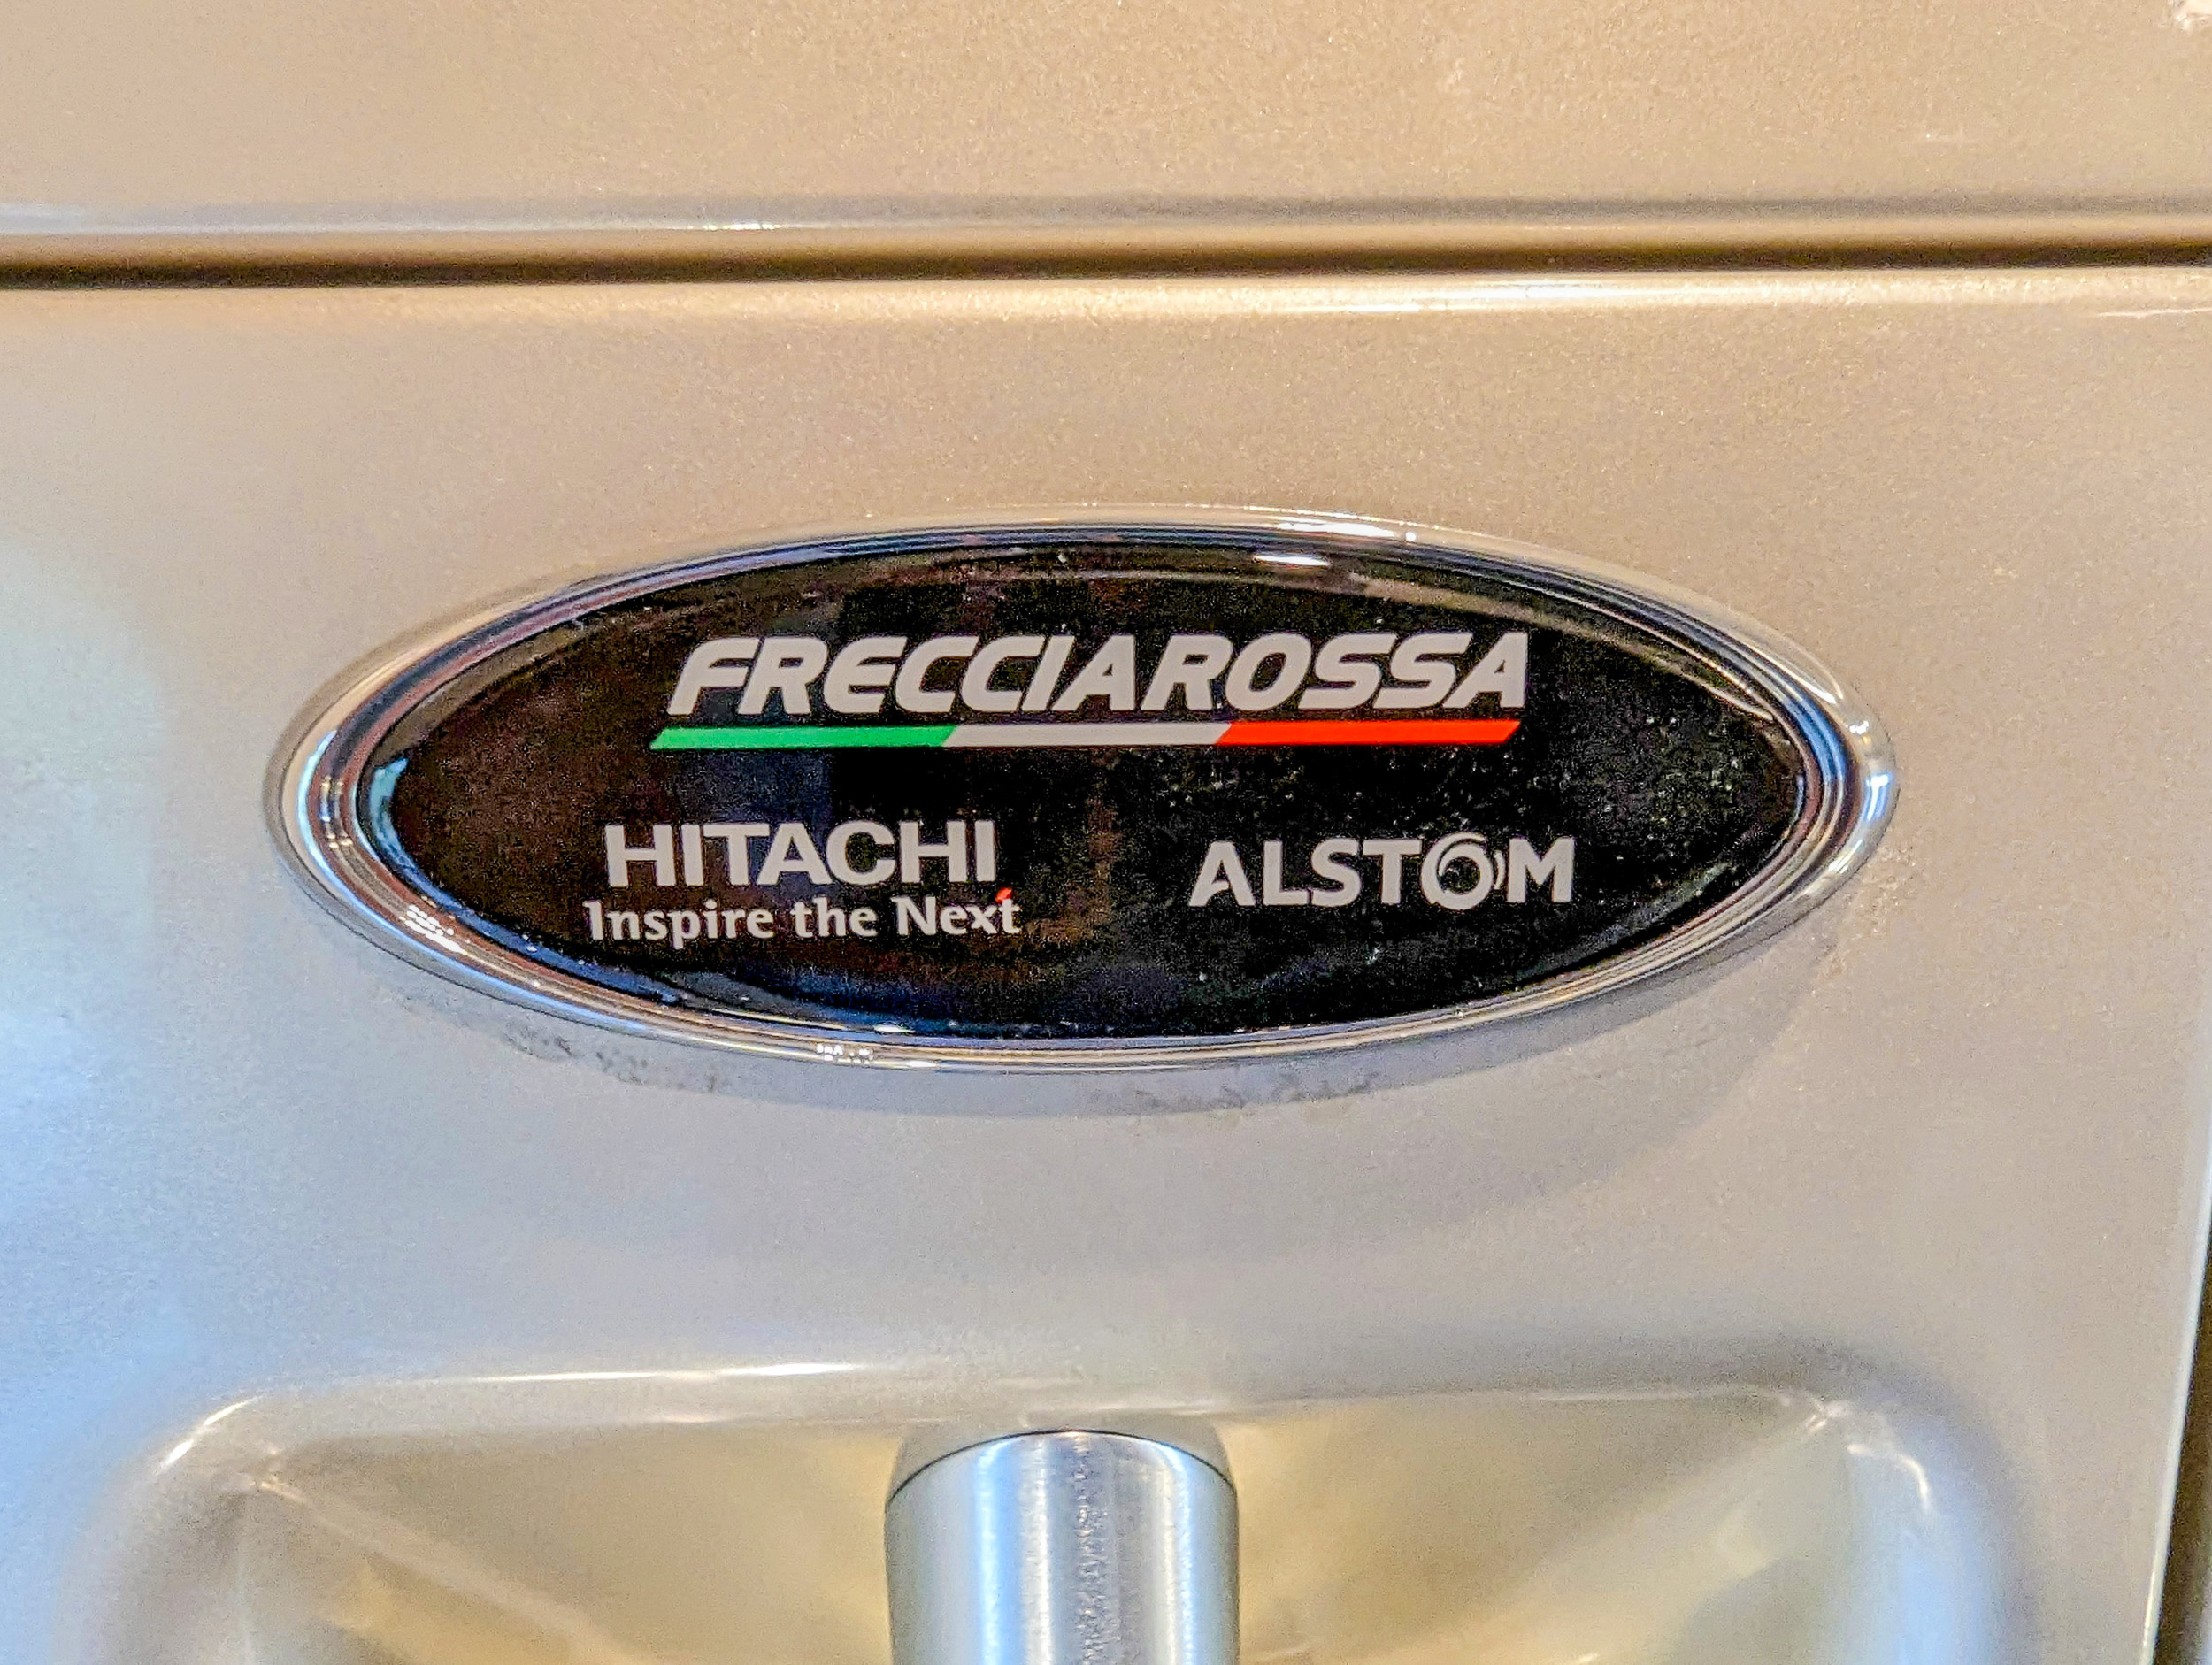 FRECCIAROSSA
HITACHI ALSTOM
Inspire the Next